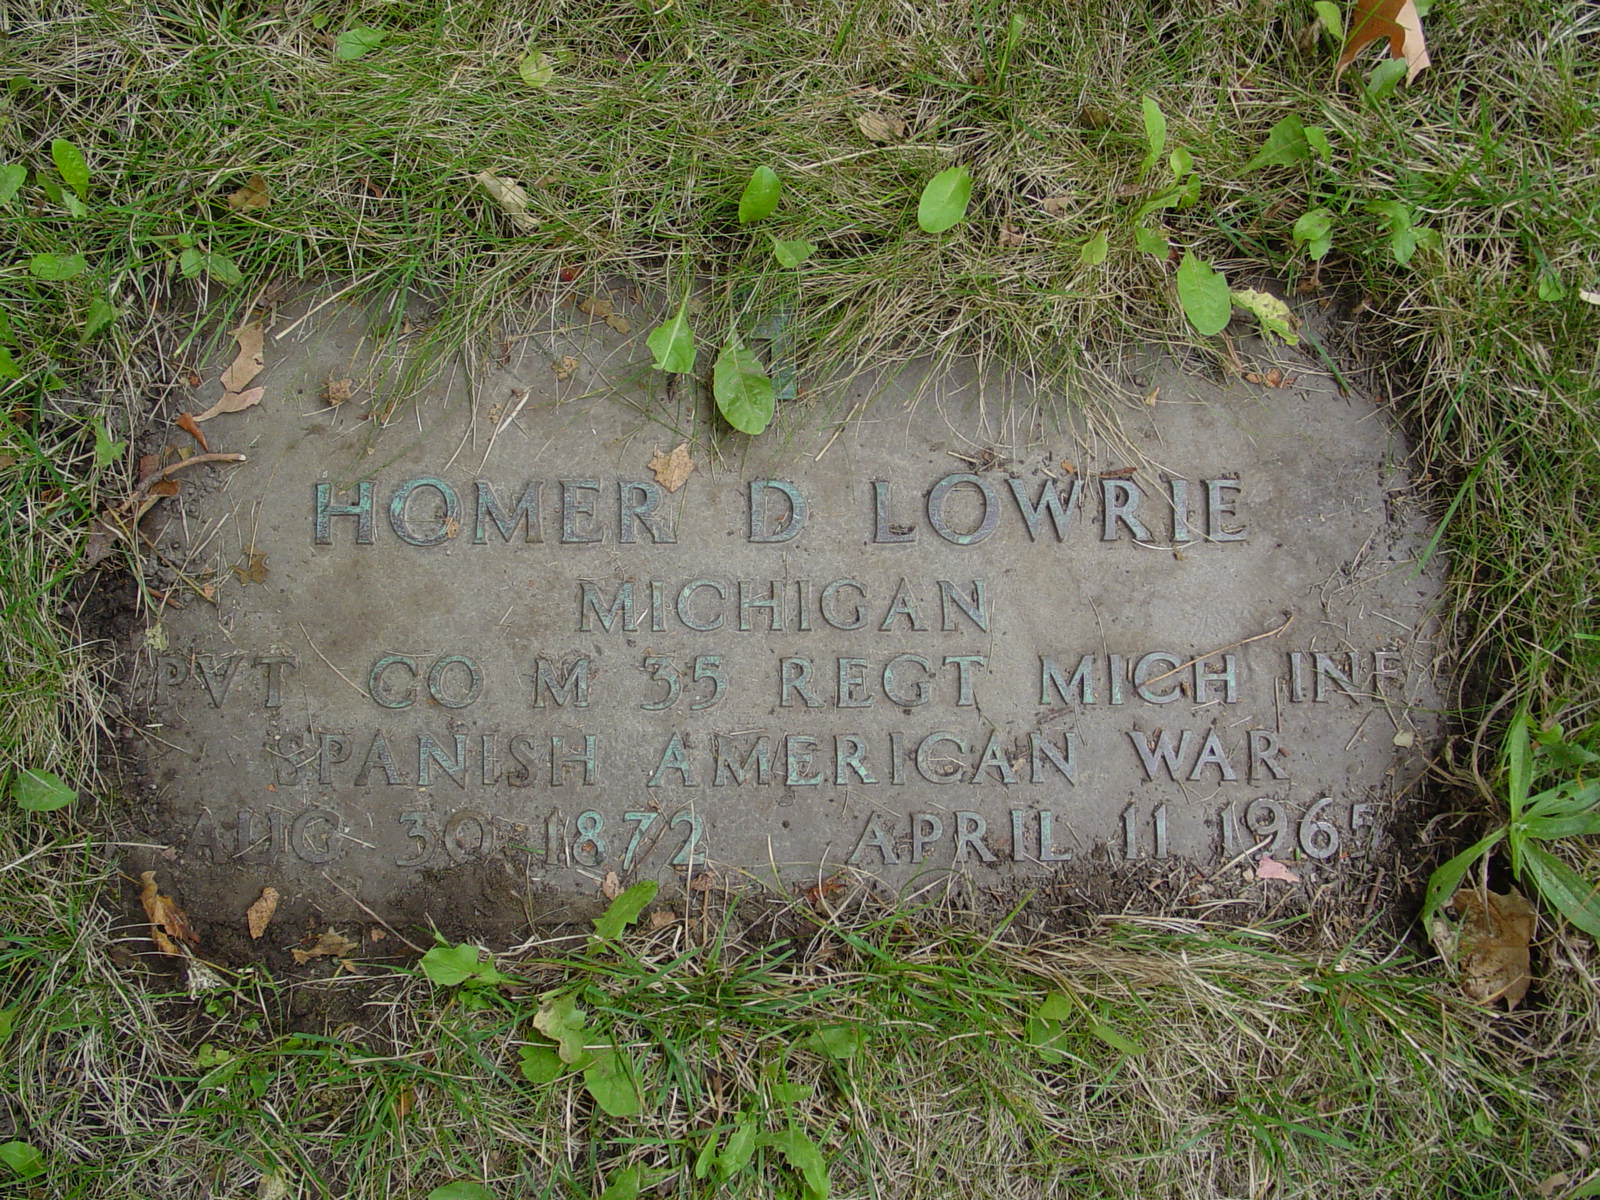 HOMER D LOWRIE
MICHIGAN
PVT CO M 35 REGT MICH INF
SPANISH AMERICAN WAR
AUG 30 1872 APRIL 11 1965